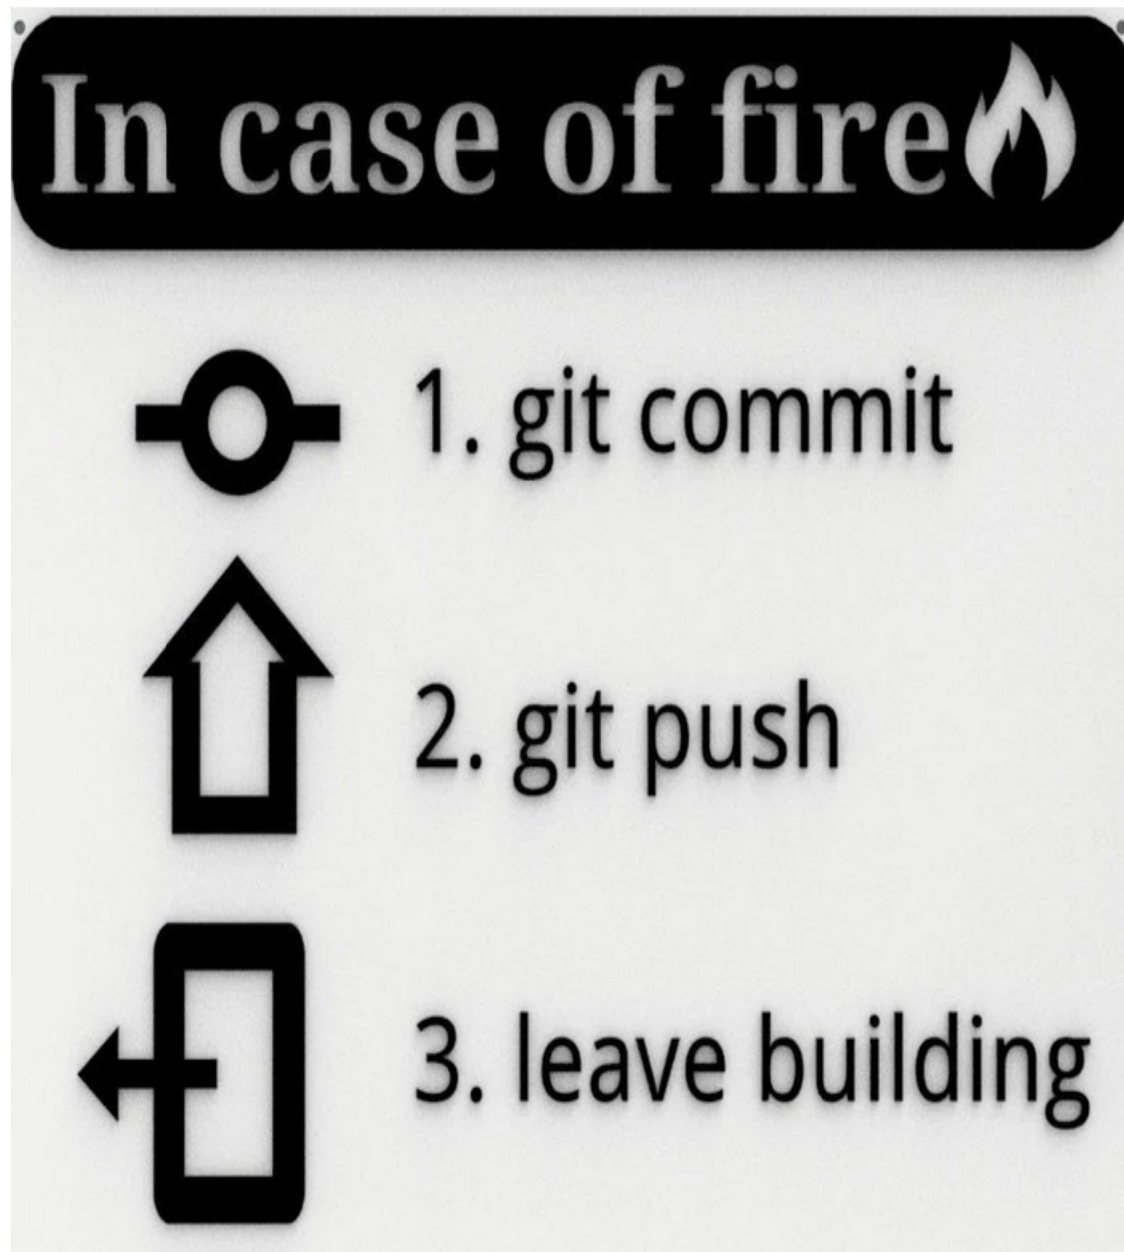 In case of fire
1. git commit
2. git push
3. leave building